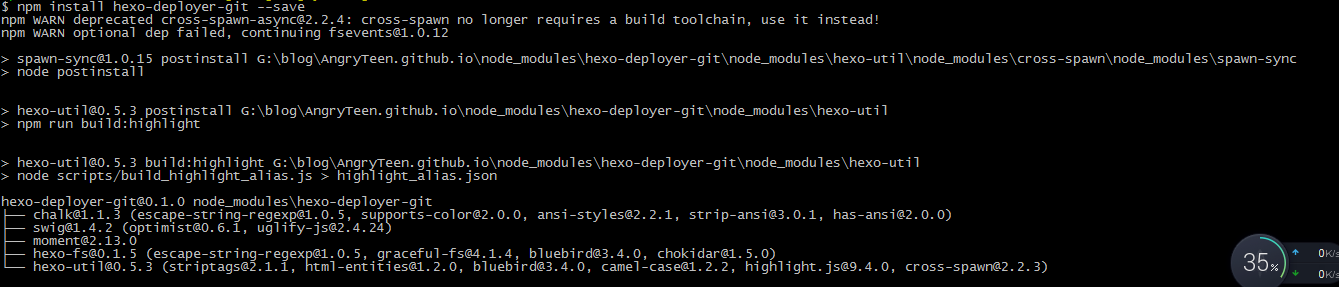 $ npm install hexo-deployer-git --save
npm WARN deprecated cross-spawn-async@2.2.4: cross-spawn no longer requires a build toolchain, use it instead!
npm WARN optional dep failed, continuing fsevents@1.0.12
> spawn-sync@1.0.15 postinstall G:\blog\AngryTeen.github.io\node_modules\hexo-deployer-git\node_modules\hexo-util\node_modules\cross-spawn\node_modules\spawn-sync
> node postinstall
> hexo-util@0.5.3 postinstall G:\blog\AngryTeen.github.io\node_modules\hexo-deployer-git\node_modules\hexo-util
> npm run build:highlight
> hexo-util@0.5.3 build:highlight G:\blog\AngryTeen.github.io\node_modules\hexo-deployer-git\node_modules\hexo-util
> node scripts/build_highlight_alias.js > highlight_alias.json
hexo-deployer-git@0.1.0 node_modules\hexo-deployer-git
├── chalk@1.1.3 (escape-string-regexp@1.0.5, supports-color@2.0.0, ansi-styles@2.2.1, strip-ansi@3.0.1, has-ansi@2.0.0)
├── swig@1.4.2 (optimist@0.6.1, uglify-js@2.4.24)
├── moment@2.13.0
├── hexo-fs@0.1.5 (escape-string-regexp@1.0.5, graceful-fs@4.1.4, bluebird@3.4.0, chokidar@1.5.0)
└── hexo-util@0.5.3 (striptags@2.1.1, html-entities@1.2.0, bluebird@3.4.0, camel-case@1.2.2, highlight.js@9.4.0, cross-spawn@2.2.3)
35%
↑ 0K/s
↓ 0K/s